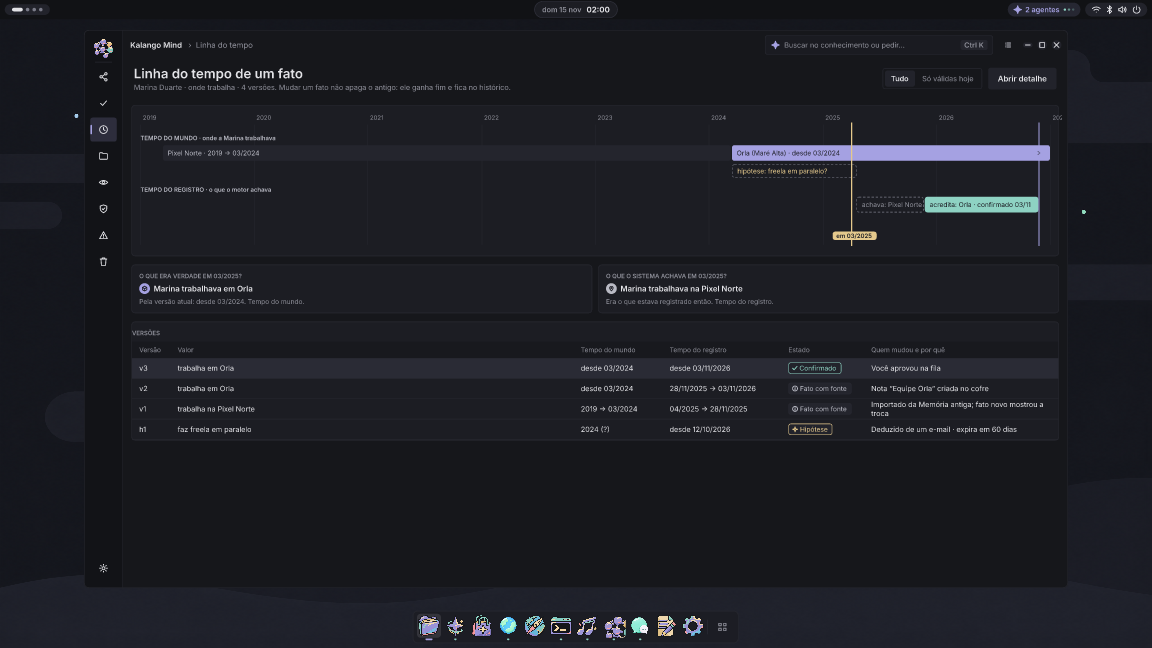 dom 15 nov 02:00
2 agentes
Kalango Mind › Linha do tempo
Buscar no conhecimento ou pedir... Ctrl K
Linha do tempo de um fato
Marina Duarte · onde trabalha · 4 versões. Mudar um fato não apaga o antigo: ele ganha fim e fica no histórico.
Tudo Só válidas hoje Abrir detalhe
2019 2020 2021 2022 2023 2024 2025 2026 202
TEMPO DO MUNDO · onde a Marina trabalhava
Pixel Norte · 2019 → 03/2024
Orla (Maré Alta) · desde 03/2024
hipótese: freela em paralelo?
TEMPO DO REGISTRO · o que o motor achava
achava: Pixel Norte
acredita: Orla · confirmado 03/11
em 03/2025
O QUE ERA VERDADE EM 03/2025?
Marina trabalhava em Orla
Pela versão atual: desde 03/2024. Tempo do mundo.
O QUE O SISTEMA ACHAVA EM 03/2025?
Marina trabalhava na Pixel Norte
Era o que estava registrado então. Tempo do registro.
VERSÕES
Versão Valor Tempo do mundo Tempo do registro Estado Quem mudou e por quê
v3 trabalha em Orla desde 03/2024 desde 03/11/2026 Confirmado Você aprovou na fila
v2 trabalha em Orla desde 03/2024 28/11/2025 → 03/11/2026 Fato com fonte Nota "Equipe Orla" criada no cofre
v1 trabalha na Pixel Norte 2019 → 03/2024 04/2025 → 28/11/2025 Fato com fonte Importado da Memória antiga; fato novo mostrou a
troca
h1 faz freela em paralelo 2024 (?) desde 12/10/2026 Hipótese Deduzido de um e-mail · expira em 60 dias